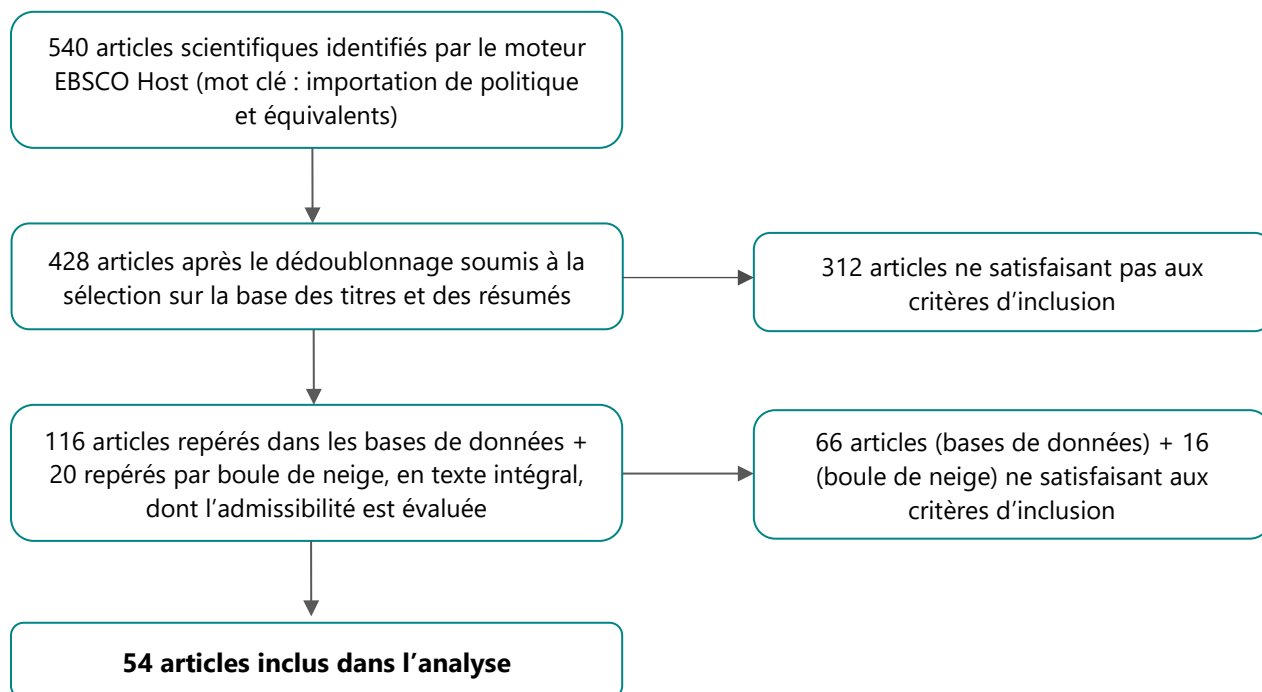 540 articles scientifiques identifiés par le moteur
EBSCO Host (mot clé : importation de politique
et équivalents)
428 articles après le dédoublonnage soumis à la
sélection sur la base des titres et des résumés
312 articles ne satisfaisant pas aux
critères d’inclusion
116 articles repérés dans les bases de données +
20 repérés par boule de neige, en texte intégral,
dont l’admissibilité est évaluée
66 articles (bases de données) + 16
(boule de neige) ne satisfaisant aux
critères d’inclusion
54 articles inclus dans l’analyse